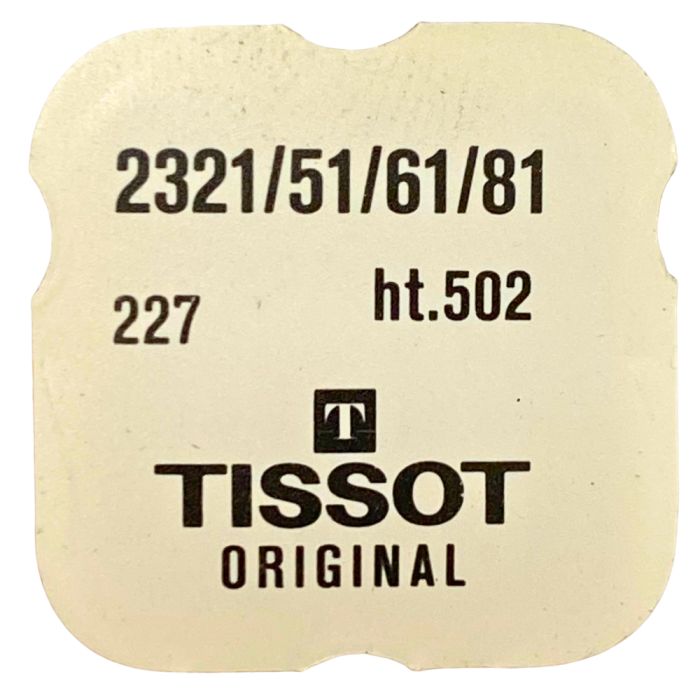 2321/51/61/81
227 ht.502
T
TISSOT
ORIGINAL